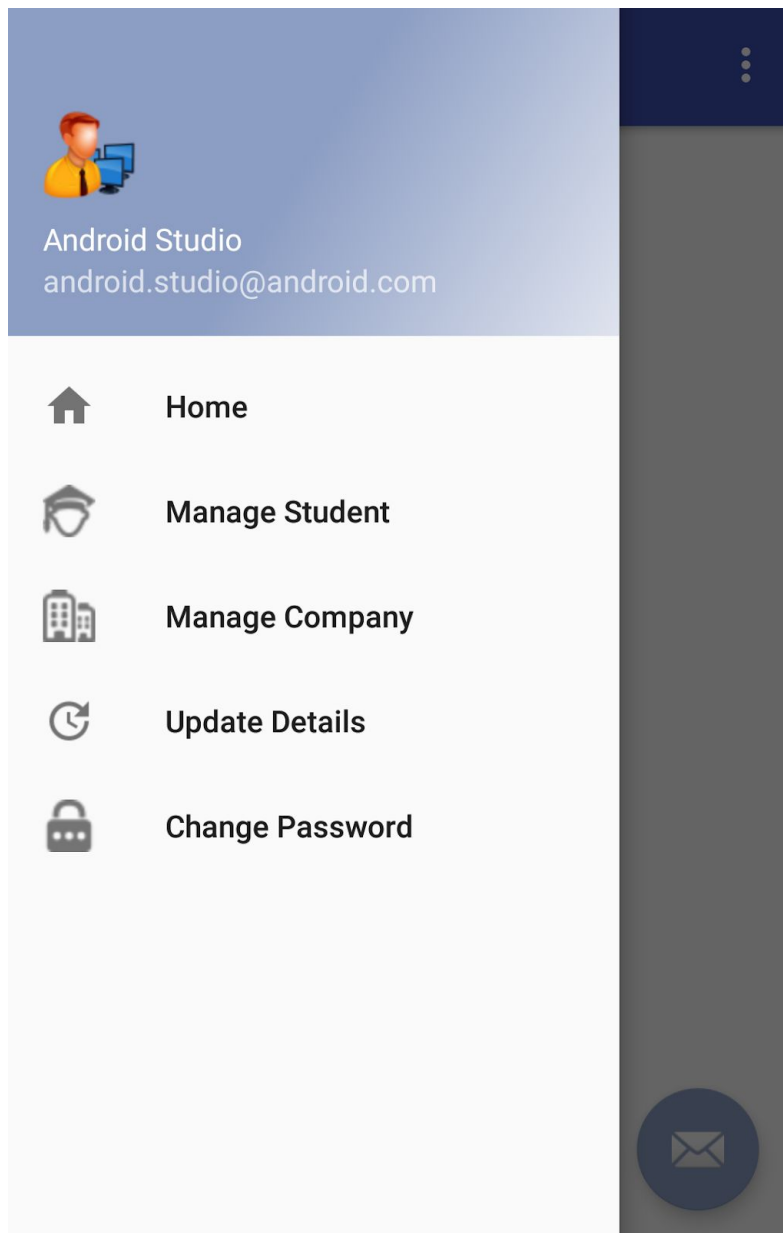 Android Studio
android.studio@android.com
Home
Manage Student
Manage Company
Update Details
Change Password